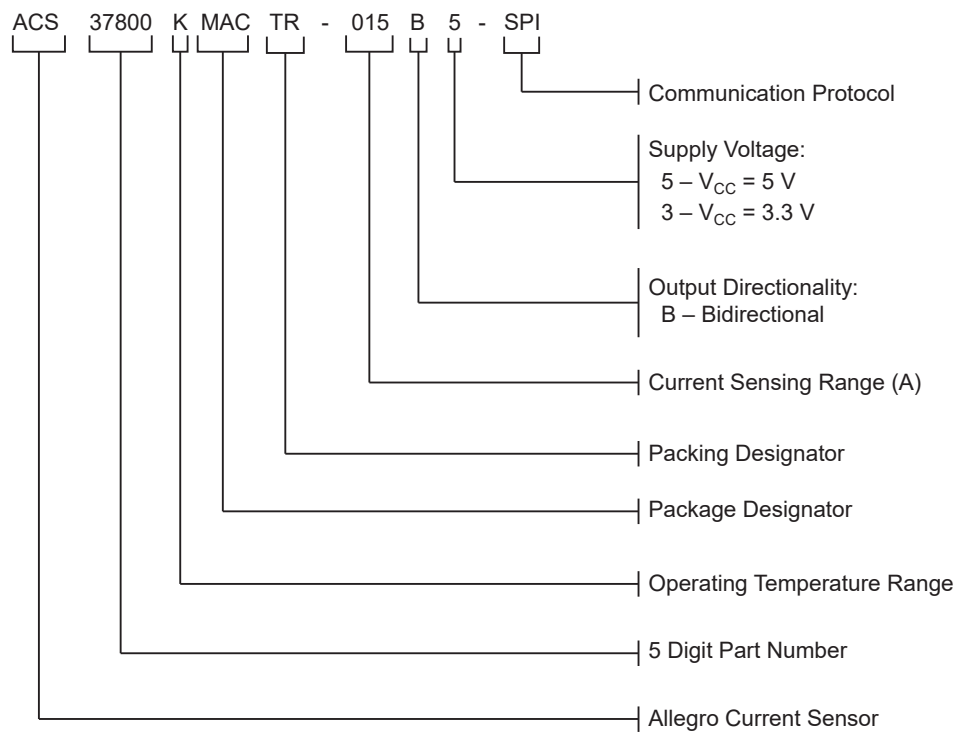 ACS 37800 K MAC TR - 015 B 5 - SPI
Communication Protocol
Supply Voltage:
5 – VCC = 5 V
3 – VCC = 3.3 V
Output Directionality:
B – Bidirectional
Current Sensing Range (A)
Packing Designator
Package Designator
Operating Temperature Range
5 Digit Part Number
Allegro Current Sensor